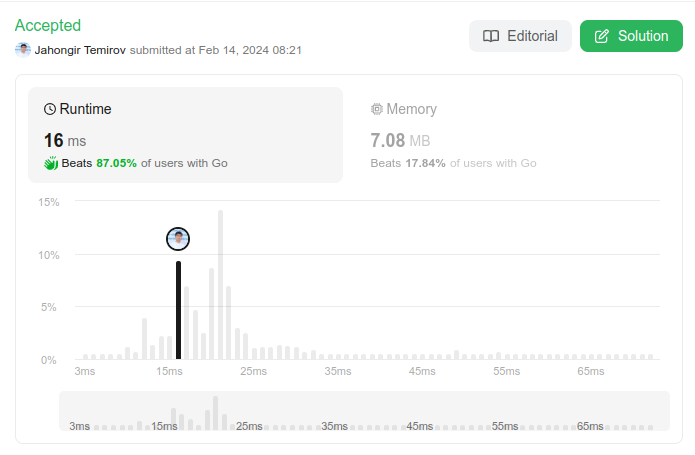 Accepted
Jahongir Temirov submitted at Feb 14, 2024 08:21
Editorial
Solution
Runtime
16 ms
Beats 87.05% of users with Go
Memory
7.08 MB
Beats 17.84% of users with Go
15%
10%
5%
0%
3ms 15ms 25ms 35ms 45ms 55ms 65ms
3ms 15ms 25ms 35ms 45ms 55ms 65ms